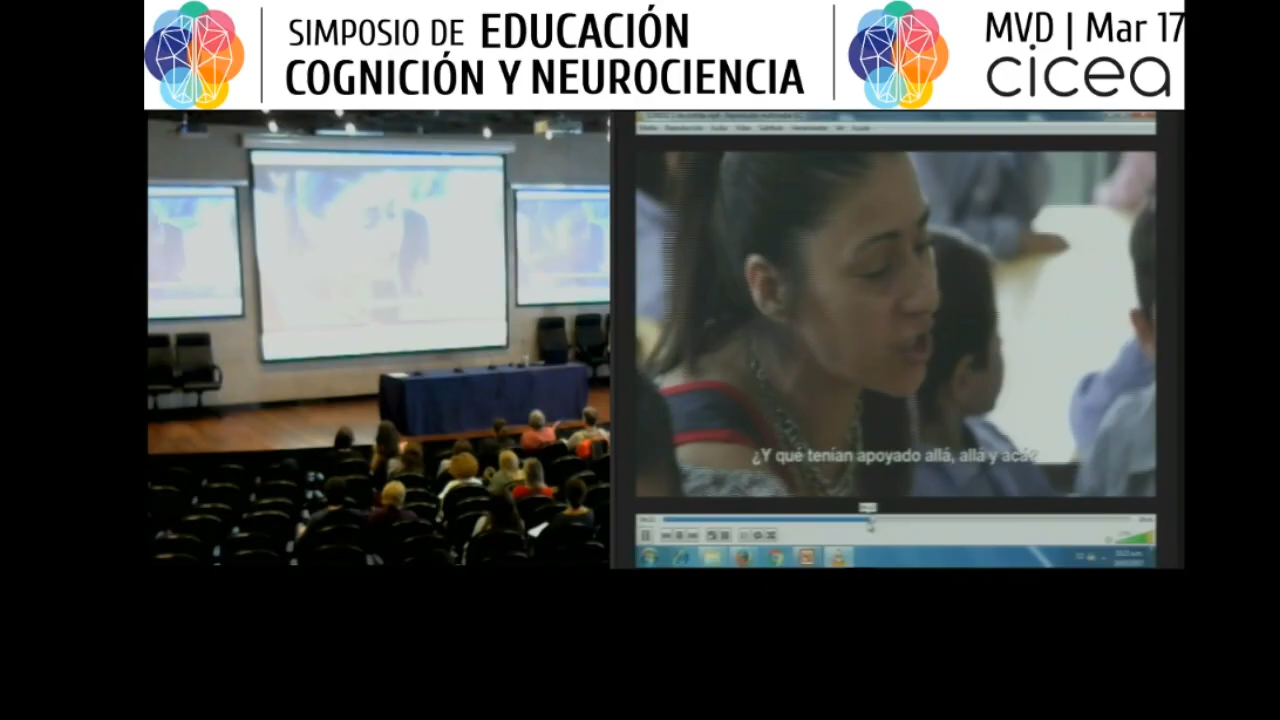 SIMPOSIO DE EDUCACIÓN
COGNICIÓN Y NEUROCIENCIA
MVD | Mar 17
cicea
¿Y qué tenían apoyado allá, allá y acá?